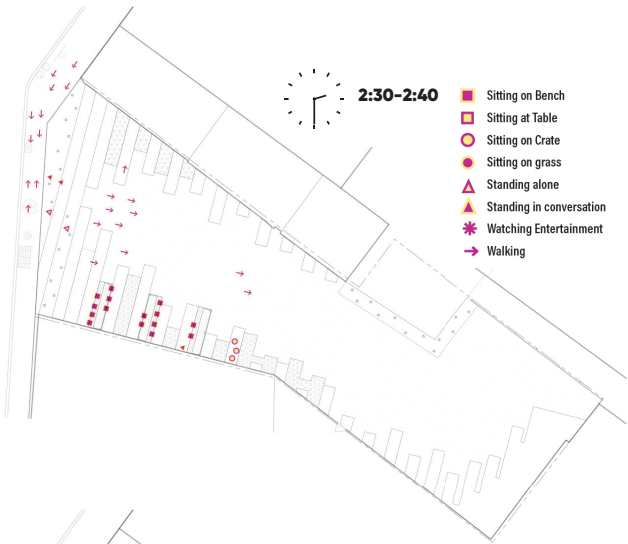 2:30-2:40
Sitting on Bench
Sitting at Table
Sitting on Crate
Sitting on grass
Standing alone
Standing in conversation
Watching Entertainment
Walking